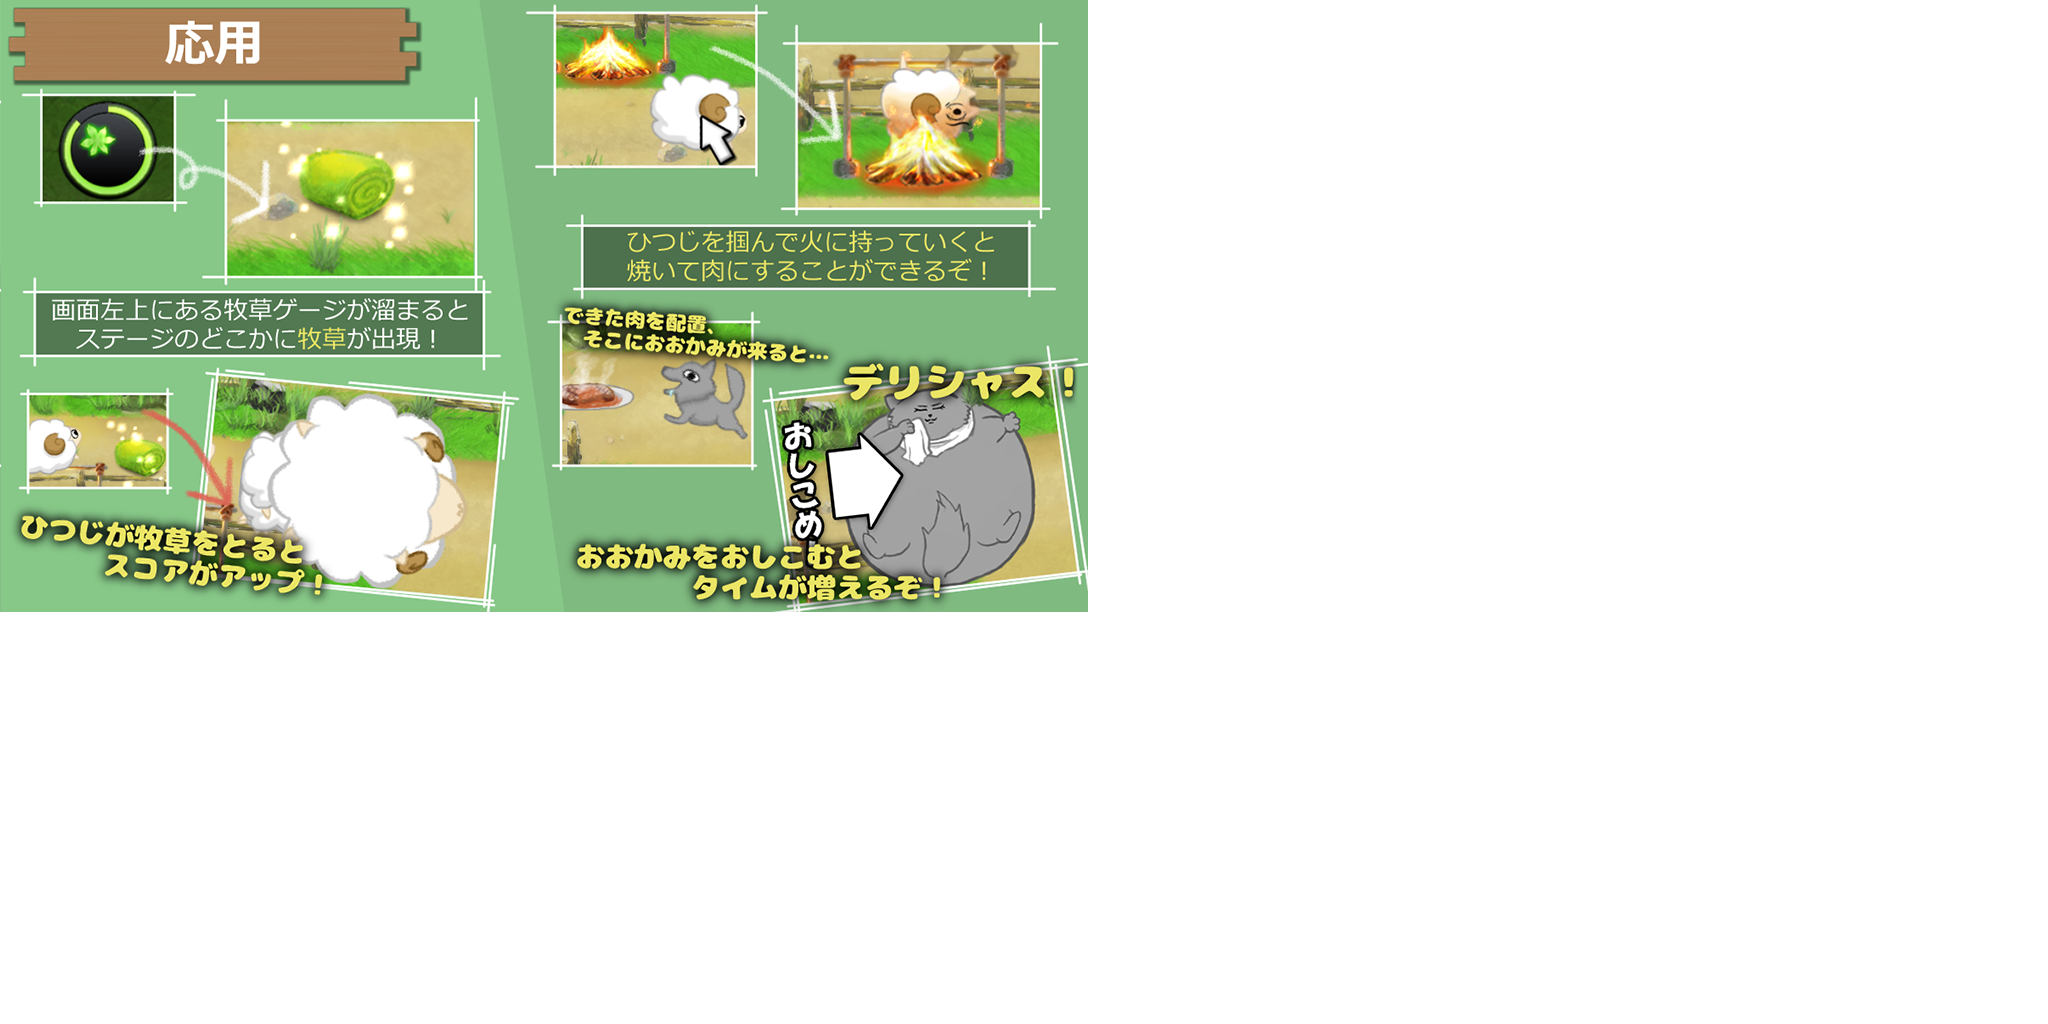 応用
画面左上にある牧草ゲージが溜まると
ステージのどこかに牧草が出現！
ひつじが牧草をとると
スコアがアップ！
ひつじを掴んで火に持っていくと
焼いて肉にすることができるぞ！
できた肉を配置、
そこにおおかみが来ると…
デリシャス！
おしこめ
おおかみをおしこむと
タイムが増えるぞ！